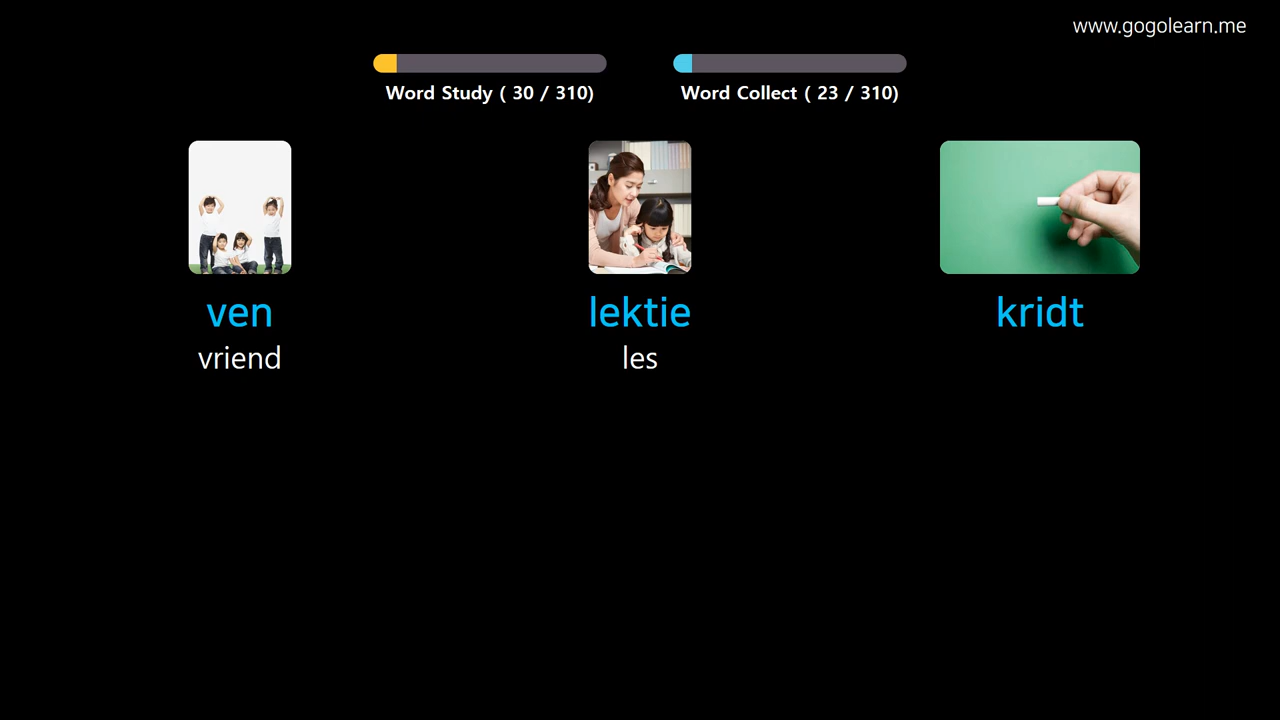 www.gogolearn.me
Word Study ( 30 / 310)
Word Collect ( 23 / 310)
ven
vriend
lektie
les
kridt